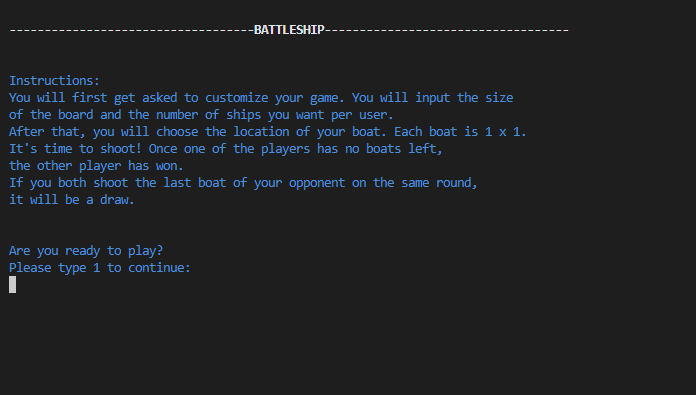 -----------------------------------BATTLESHIP-----------------------------------
Instructions:
You will first get asked to customize your game. You will input the size
of the board and the number of ships you want per user.
After that, you will choose the location of your boat. Each boat is 1 x 1.
It's time to shoot! Once one of the players has no boats left,
the other player has won.
If you both shoot the last boat of your opponent on the same round,
it will be a draw.
Are you ready to play?
Please type 1 to continue: